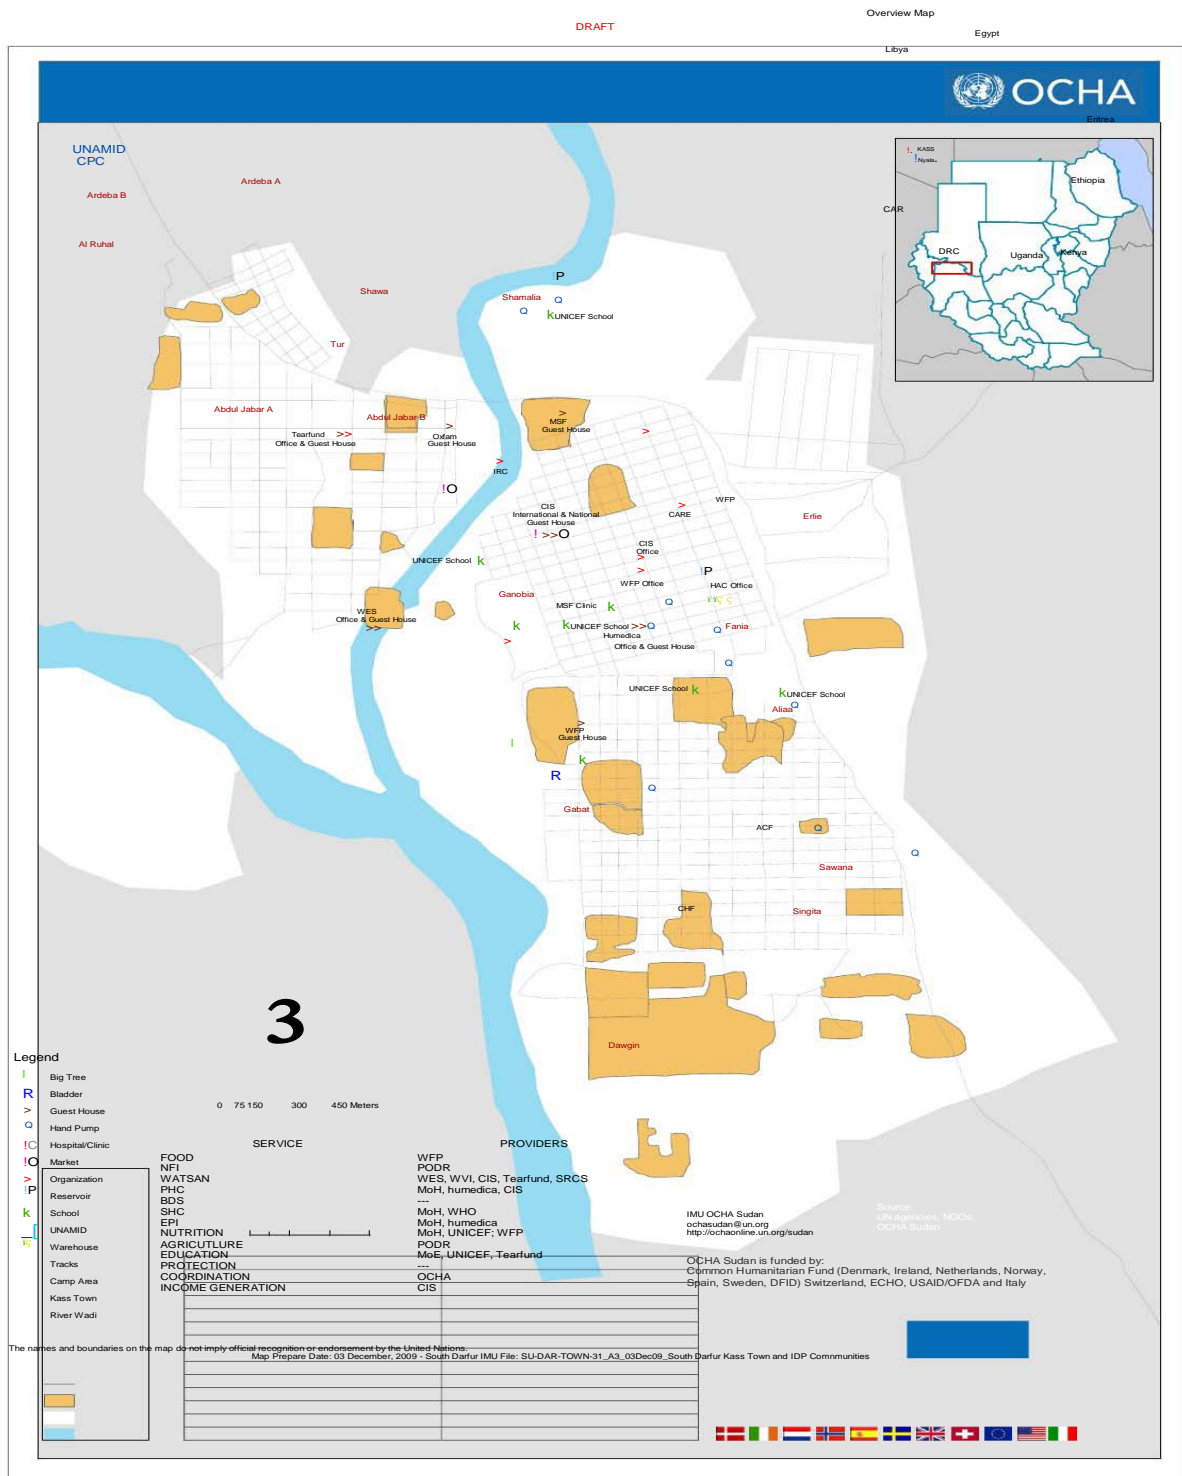 DRAFT
Overview Map
Egypt
Libya
OCHA
Eritrea
UNAMID
CPC
KASS
Nyala
Ethiopia
Ardeba A
Ardeba B
CAR
Al Ruhal
DRC
Uganda
Kenya
!P
Shawa
Shamalia
Q
Q
k UNICEF School
Tur
Abdul Jabar A
Abdul Jabar B
>
MSF
Guest House
Tearfund >>
Office & Guest House
>
Oxfam
Guest House
>
>
IRC
!O
WFP
>
CARE
Erlie
CIS
International & National
Guest House
! >>O
CIS
Office
>
>
WFP Office
UNICEF School k
!P
HAC Office
Ganobia
MSF Clinic k
Q
WES
Office & Guest House
>>
k
k UNICEF School >>Q
Humedica
Office & Guest House
Q Fania
>
Q
UNICEF School k
k UNICEF School
Q
Aliaa
>
WFP
Guest House
l
k
R
Q
Gabat
ACF
Q
Q
Sawana
CHF
Singita
3
Dawgin
Legend
l Big Tree
R Bladder
> Guest House
Q Hand Pump
!C Hospital/Clinic
!O Market
> Organization
!P Reservoir
k School
_[ UNAMID
Warehouse
Tracks
Camp Area
Kass Town
River Wadi
0 75 150 300 450 Meters
SERVICE PROVIDERS
FOOD WFP
NFI PODR
WATSAN WES, WVI, CIS, Tearfund, SRCS
PHC MoH, humedica, CIS
BDS ---
SHC MoH, WHO
EPI MoH, humedica
NUTRITION MoH, UNICEF; WFP
AGRICUTLURE PODR
EDUCATION MoE, UNICEF, Tearfund
PROTECTION ---
COORDINATION OCHA
INCOME GENERATION CIS
IMU OCHA Sudan
ochasudan@un.org
http://ochaonline.un.org/sudan
Source:
UN agencies, NGOs,
OCHA Sudan
OCHA Sudan is funded by:
Common Humanitarian Fund (Denmark, Ireland, Netherlands, Norway,
Spain, Sweden, DFID) Switzerland, ECHO, USAID/OFDA and Italy
The names and boundaries on the map do not imply official recognition or endorsement by the United Nations.
Map Prepare Date: 03 December, 2009 - South Darfur IMU File: SU-DAR-TOWN-31_A3_03Dec09_South Darfur Kass Town and IDP Commmunities